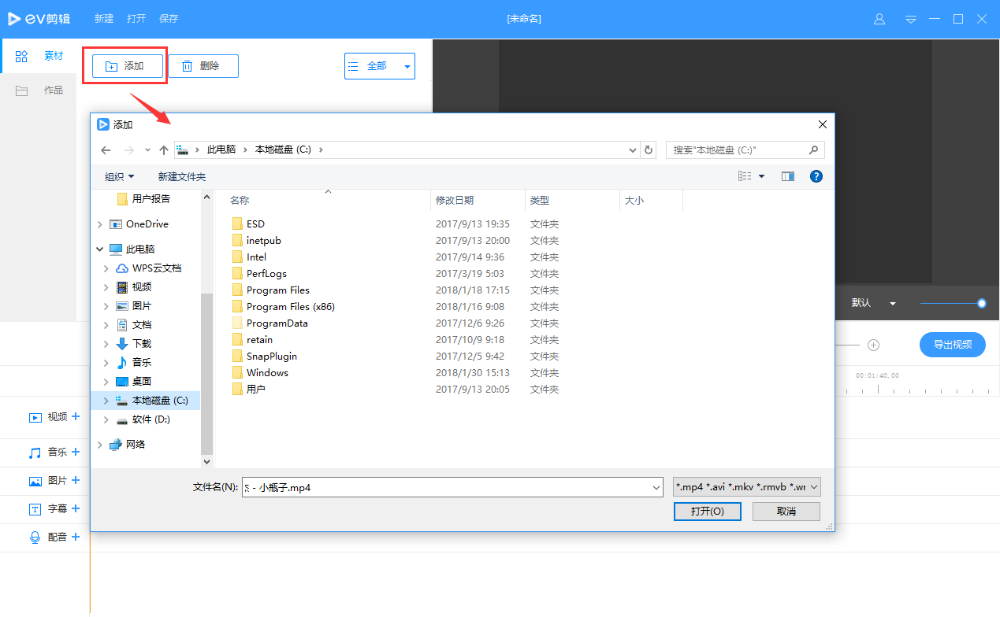 EV剪辑 新建 打开 保存 [未命名]
素材 添加 删除 全部
作品
添加
此电脑 本地磁盘 (C:) 搜索"本地磁盘 (C:)"
组织 新建文件夹
名称 修改日期 类型 大小
用户报告
OneDrive
此电脑
WPS云文档
视频
图片
文档
下载
音乐
桌面
本地磁盘 (C:)
软件 (D:)
网络
ESD 2017/9/13 19:35 文件夹
inetpub 2017/9/13 20:00 文件夹
Intel 2017/9/14 9:36 文件夹
PerfLogs 2017/3/19 5:03 文件夹
Program Files 2018/1/18 17:15 文件夹
Program Files (x86) 2018/1/16 9:08 文件夹
ProgramData 2017/12/6 9:26 文件夹
retain 2017/10/9 9:18 文件夹
SnapPlugin 2017/12/5 9:42 文件夹
Windows 2018/1/30 15:13 文件夹
用户 2017/9/13 20:05 文件夹
文件名(N): - 小瓶子.mp4 *.mp4 *.avi *.mkv *.rmvb *.wr
打开(O) 取消
默认
导出视频
00:01:40, 00
视频
音乐
图片
字幕
配音